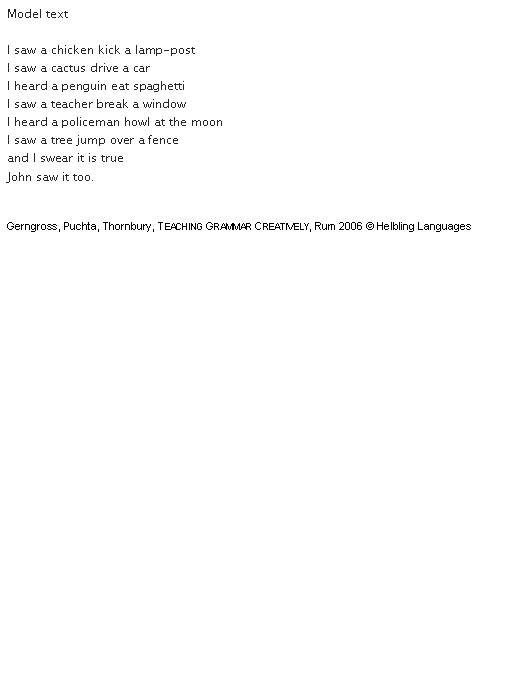 Model text
I saw a chicken kick a lamp-post
I saw a cactus drive a car
I heard a penguin eat spaghetti
I saw a teacher break a window
I heard a policeman howl at the moon
I saw a tree jump over a fence
and I swear it is true
John saw it too.
Gerngross, Puchta, Thornbury, TEACHING GRAMMAR CREATIVELY, Rum 2006 © Helbling Languages